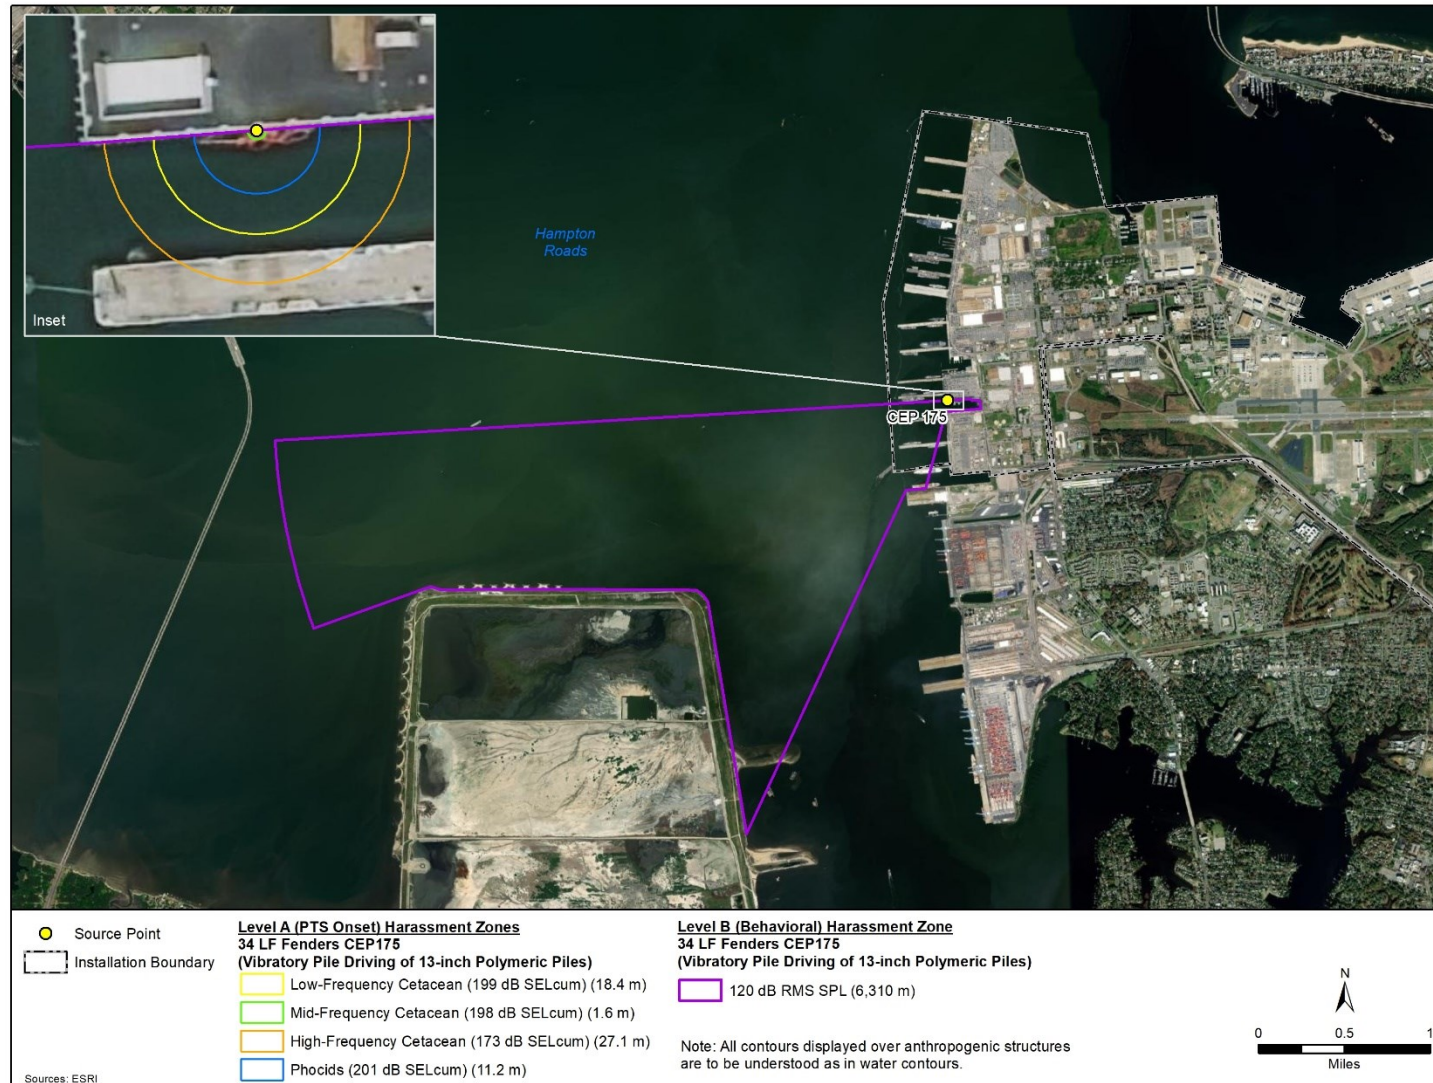 Inset
Hampton
Roads
CEP 175
Source Point
Installation Boundary
Level A (PTS Onset) Harassment Zones
34 LF Fenders CEP175
(Vibratory Pile Driving of 13-inch Polymeric Piles)
Low-Frequency Cetacean (199 dB SELcum) (18.4 m)
Mid-Frequency Cetacean (198 dB SELcum) (1.6 m)
High-Frequency Cetacean (173 dB SELcum) (27.1 m)
Phocids (201 dB SELcum) (11.2 m)
Level B (Behavioral) Harassment Zone
34 LF Fenders CEP175
(Vibratory Pile Driving of 13-inch Polymeric Piles)
120 dB RMS SPL (6,310 m)
Note: All contours displayed over anthropogenic structures
are to be understood as in water contours.
N
0 0.5 1
Miles
Sources: ESRI